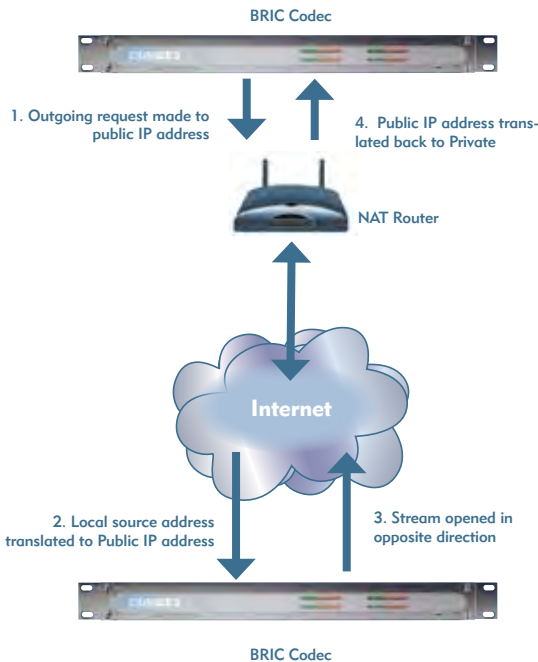 BRIC Codec
1. Outgoing request made to
public IP address
4. Public IP address trans-
lated back to Private
NAT Router
Internet
2. Local source address
translated to Public IP address
3. Stream opened in
opposite direction
BRIC Codec